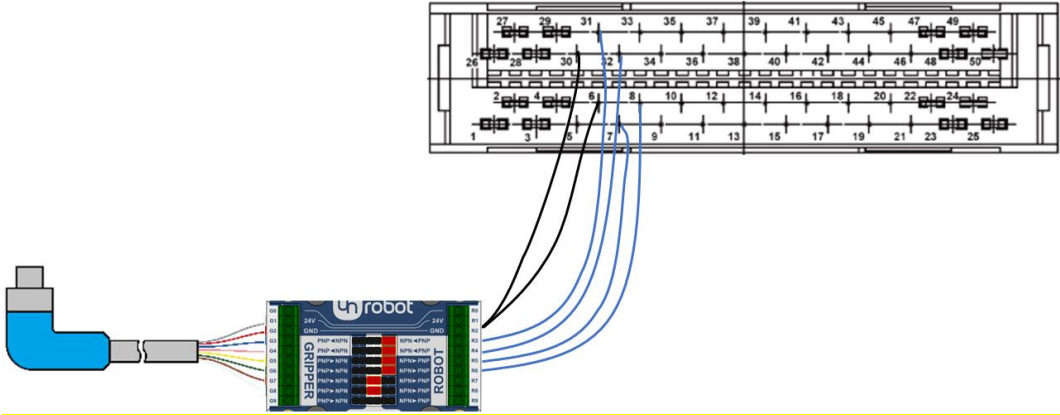 27 29 31 33 35 37 39 41 43 45 47 49
26 28 30 32 34 36 38 40 42 44 46 48 50
2 4 6 8 10 12 14 16 18 20 22 24
1 3 5 7 9 11 13 15 17 19 21 23 25
robot
G0 R0
G1 24V 24V R1
G2 GND GND R2
G3 PNP◄NPN NPN◄PNP R3
G4 PNP◄NPN NPN◄PNP R4
G5 PNP►NPN NPN►PNP R5
G6 PNP►NPN NPN►PNP R6
G7 PNP►NPN NPN►PNP R7
G8 PNP►NPN NPN►PNP R8
G9 PNP►NPN NPN►PNP R9
GRIPPER
ROBOT